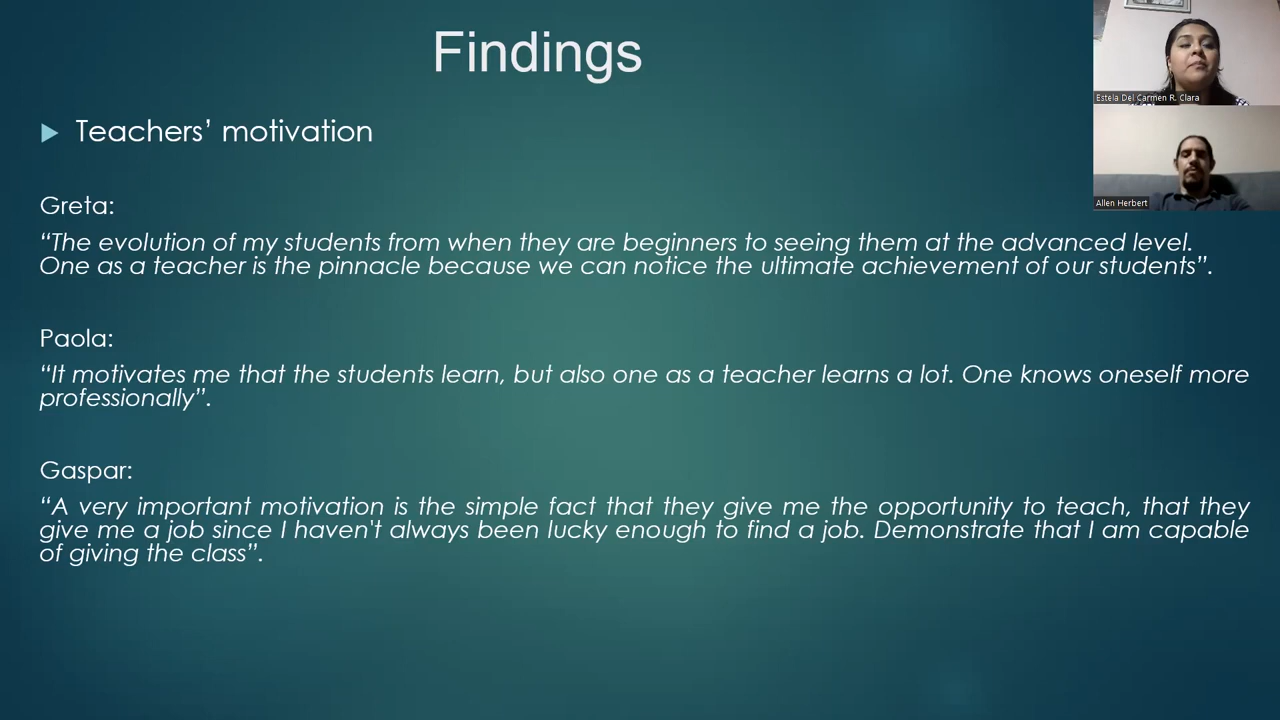 Findings
Estela Del Carmen R. Clara
Teachers’ motivation
Allen Herbert
Greta:
“The evolution of my students from when they are beginners to seeing them at the advanced level.
One as a teacher is the pinnacle because we can notice the ultimate achievement of our students”.
Paola:
“It motivates me that the students learn, but also one as a teacher learns a lot. One knows oneself more
professionally”.
Gaspar:
“A very important motivation is the simple fact that they give me the opportunity to teach, that they
give me a job since I haven't always been lucky enough to find a job. Demonstrate that I am capable
of giving the class”.